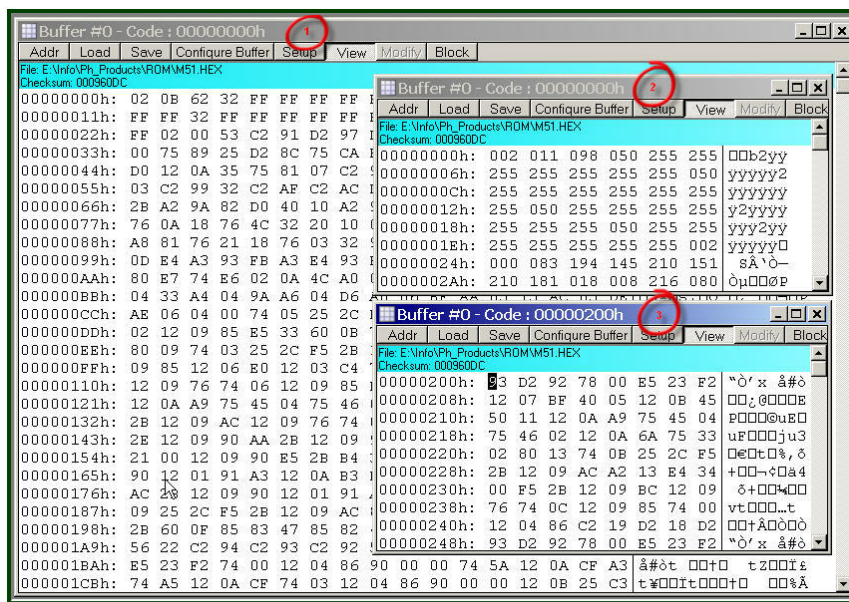 Buffer #0 - Code : 00000000h
1
Addr Load Save Configure Buffer Setup View Modify Block
File: E:\Info\Ph_Products\ROM\M51.HEX
Checksum: 000960DC
00000000h: 02 0B 62 32 FF FF FF FF
00000011h: FF FF 32 FF FF FF FF FF
00000022h: FF 02 00 53 C2 91 D2 97
00000033h: 00 75 89 25 D2 8C 75 CA
00000044h: D0 12 0A 35 75 81 07 C2
00000055h: 03 C2 99 32 C2 AF C2 AC
00000066h: 2B A2 9A 82 D0 40 10 A2
00000077h: 76 0A 18 76 4C 32 20 10
00000088h: A8 81 76 21 18 76 03 32
00000099h: 0D E4 A3 93 FB A3 E4 93
000000AAh: 80 E7 74 E6 02 0A 4C A0
000000BBh: 04 33 A4 04 9A A6 04 D6
000000CCh: AE 06 04 00 74 05 25 2C
000000DDh: 02 12 09 85 E5 33 60 0B
000000EEh: 80 09 74 03 25 2C F5 2B
000000FFh: 09 85 12 06 E0 12 03 C4
00000110h: 12 09 76 74 06 12 09 85
00000121h: 12 0A A9 75 45 04 75 46
00000132h: 2B 12 09 AC 12 09 76 74
00000143h: 2E 12 09 90 AA 2B 12 09
00000154h: 21 00 12 09 90 E5 2B B4
00000165h: 90 12 01 91 A3 12 0A B3
00000176h: AC 12 09 90 12 01 91
00000187h: 09 25 2C F5 2B 12 09 AC
00000198h: 2B 60 0F 85 83 47 85 82
000001A9h: 56 22 C2 94 C2 93 C2 92
000001BAh: E5 23 F2 74 00 12 04 86 90 00 00 74 5A 12 0A CF A3 å#òt
000001CBh: 74 A5 12 0A CF 74 03 12 04 86 90 00 00 12 0B 25 C3
Buffer #0 - Code : 00000000h
2
Addr Load Save Configure Buffer Setup View Modify Block
File: E:\Info\Ph_Products\ROM\M51.HEX
Checksum: 000960DC
00000000h: 002 011 098 050 255 255 □□b2ÿÿ
00000006h: 255 255 255 255 255 050 ÿÿÿÿÿ2
0000000Ch: 255 255 255 255 255 255 ÿÿÿÿÿÿ
00000012h: 255 050 255 255 255 255 ÿ2ÿÿÿÿ
00000018h: 255 255 255 050 255 255 ÿÿÿ2ÿÿ
0000001Eh: 255 255 255 255 255 002 ÿÿÿÿÿ□
00000024h: 000 083 194 145 210 151 sÂ‘Ò—
0000002Ah: 210 181 018 008 216 080 òµ□□ØP
Buffer #0 - Code : 00000200h
3
Addr Load Save Configure Buffer Setup View Modify Block
File: E:\Info\Ph_Products\ROM\M51.HEX
Checksum: 000960DC
00000200h: 93 D2 92 78 00 E5 23 F2 “Ò’x å#ò
00000208h: 12 07 BF 40 05 12 0B 45 □□¿@□□□E
00000210h: 50 11 12 0A A9 75 45 04 P□□□©uE□
00000218h: 75 46 02 12 0A 6A 75 33 uF□□□ju3
00000220h: 02 80 13 74 0B 25 2C F5 □€□t□%,õ
00000228h: 2B 12 09 AC A2 13 E4 34 +□□¬¢□ä4
00000230h: 00 F5 2B 12 09 BC 12 09 õ+□□¼□□
00000238h: 76 74 0C 12 09 85 74 00 vt□□□…t
00000240h: 12 04 86 C2 19 D2 18 D2 □□†Â□Ò□Ò
00000248h: 93 D2 92 78 00 E5 23 F2 “Ò’x å#ò